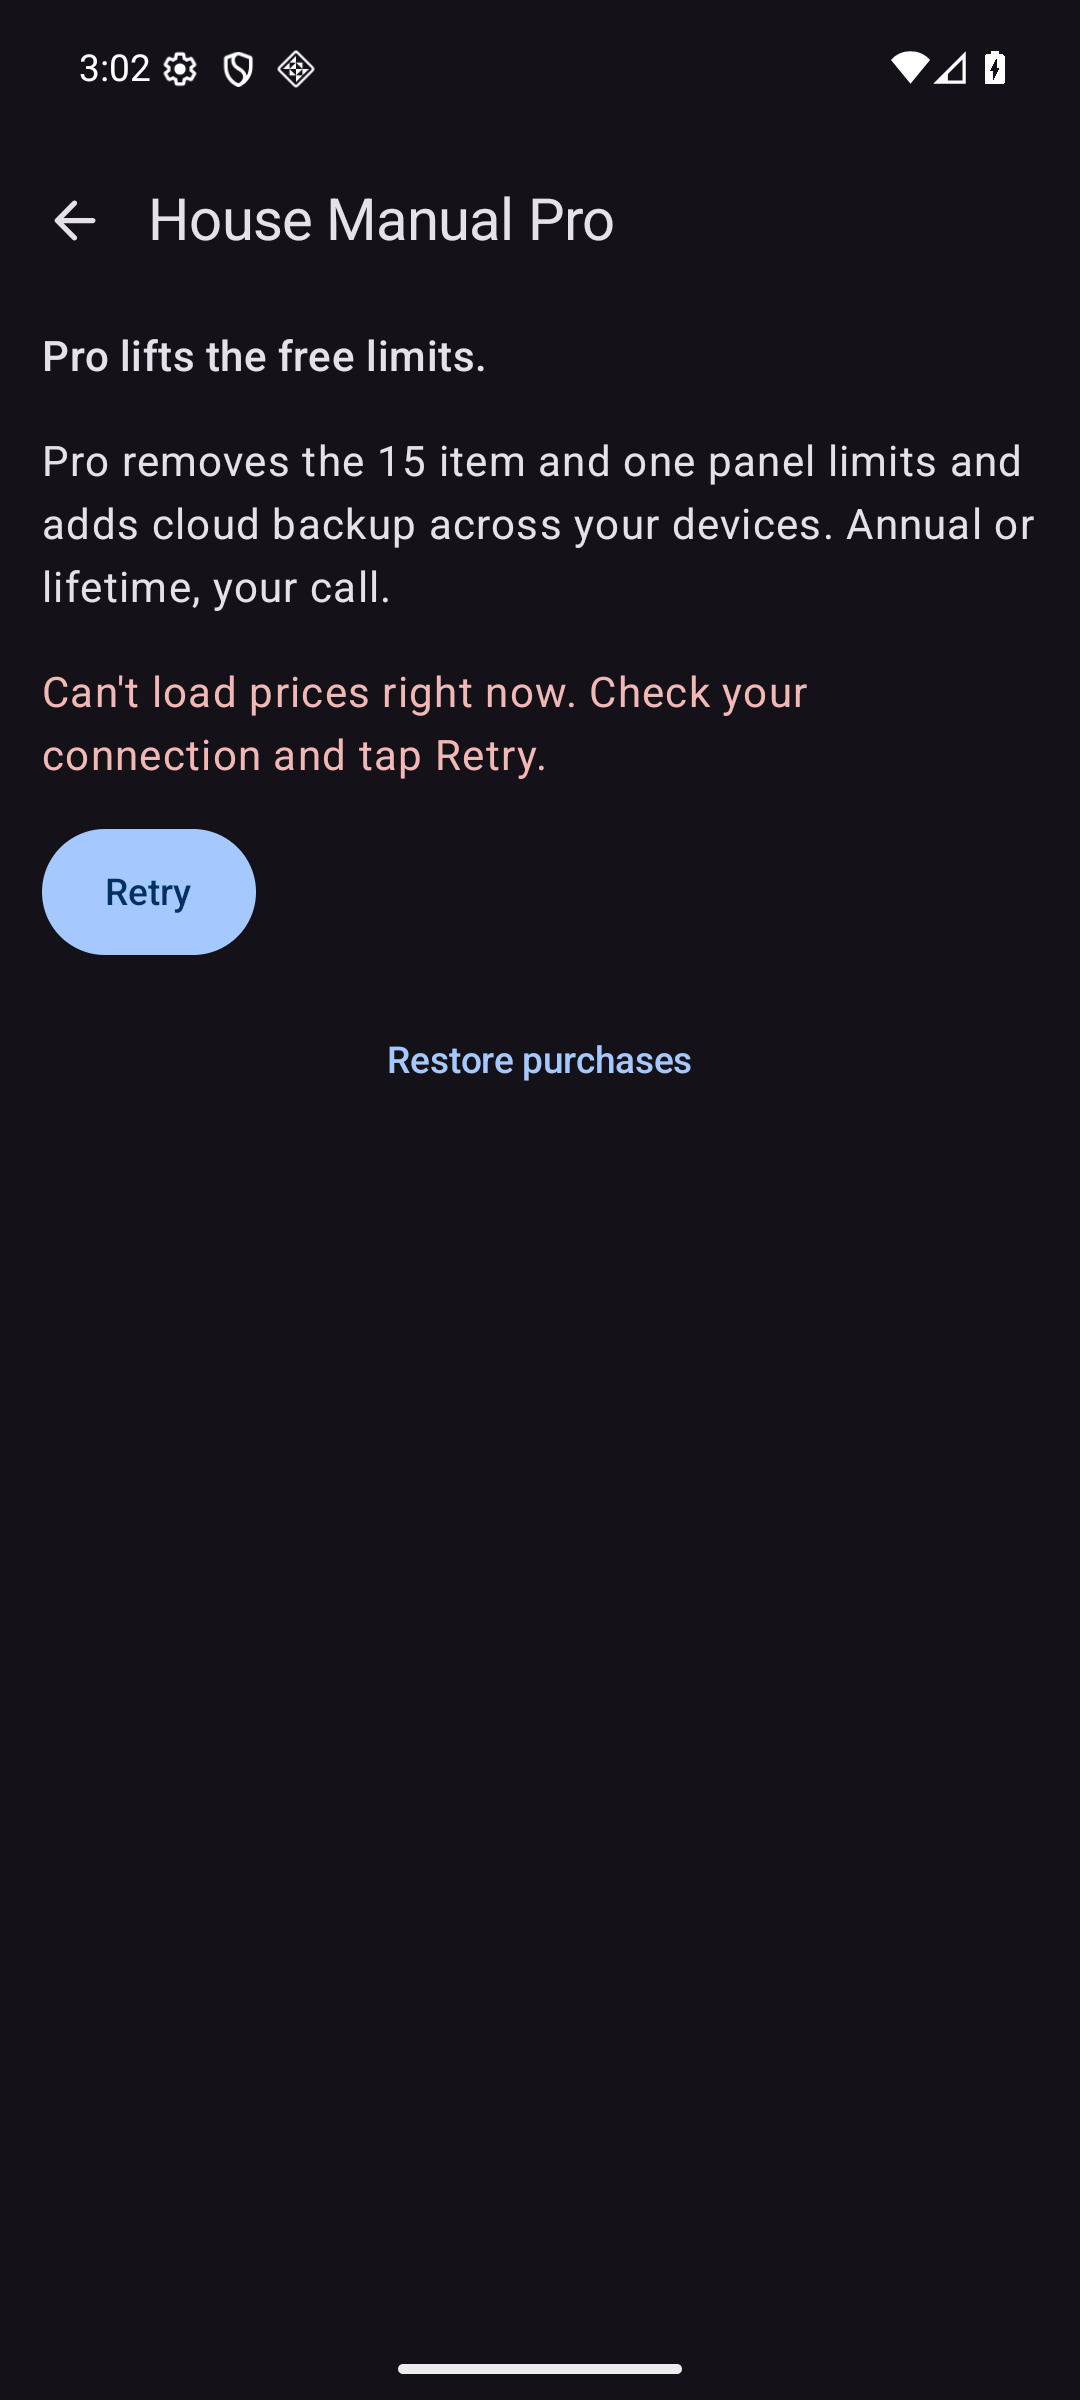 3:02
House Manual Pro
Pro lifts the free limits.
Pro removes the 15 item and one panel limits and
adds cloud backup across your devices. Annual or
lifetime, your call.
Can't load prices right now. Check your
connection and tap Retry.
Retry
Restore purchases